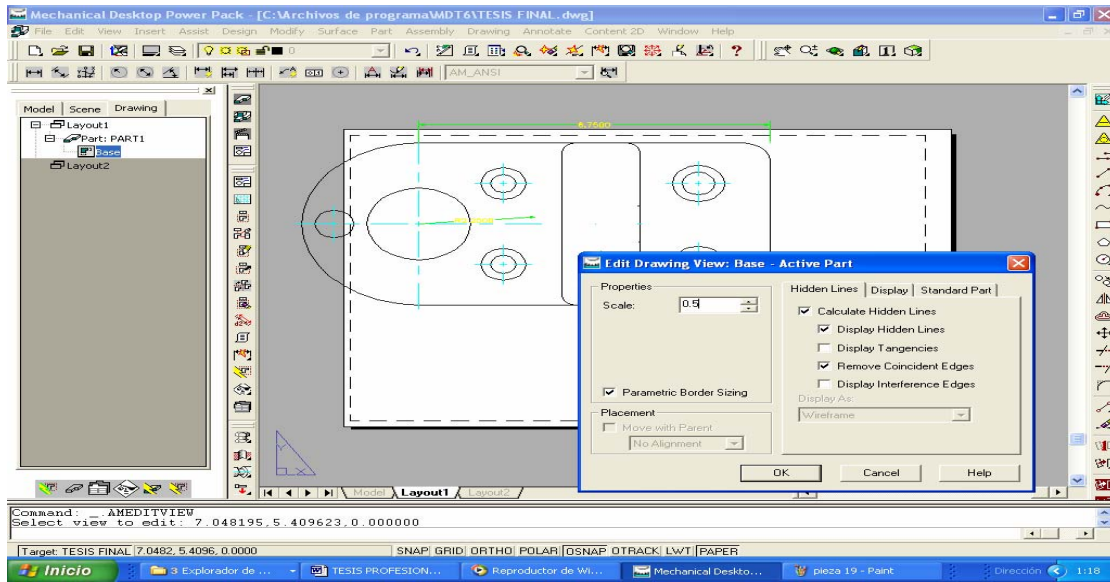 Mechanical Desktop Power Pack - [C:\Archivos de programa\MDT6\TESIS FINAL.dwg]
File Edit View Insert Assist Design Modify Surface Part Assembly Drawing Annotate Content 2D Window Help
0
AM_ANSI
Model Scene Drawing
Layout1
Part: PART1
Base
Layout2
6.7500
Edit Drawing View: Base - Active Part
Properties
Scale: 0.5
Parametric Border Sizing
Placement
Move with Parent
No Alignment
Hidden Lines Display Standard Part
Calculate Hidden Lines
Display Hidden Lines
Display Tangencies
Remove Coincident Edges
Display Interference Edges
Display As:
Wireframe
OK Cancel Help
Model Layout1 Layout2
Command: _.AMEDITVIEW
Select view to edit: 7.048195,5.409623,0.000000
Target: TESIS FINAL 7.0482, 5.4096, 0.0000 SNAP GRID ORTHO POLAR OSNAP OTRACK LWT PAPER
Inicio 3 Explorador de ... TESIS PROFESION... Reproductor de Wi... Mechanical Deskto... pieza 19 - Paint Dirección 1:18